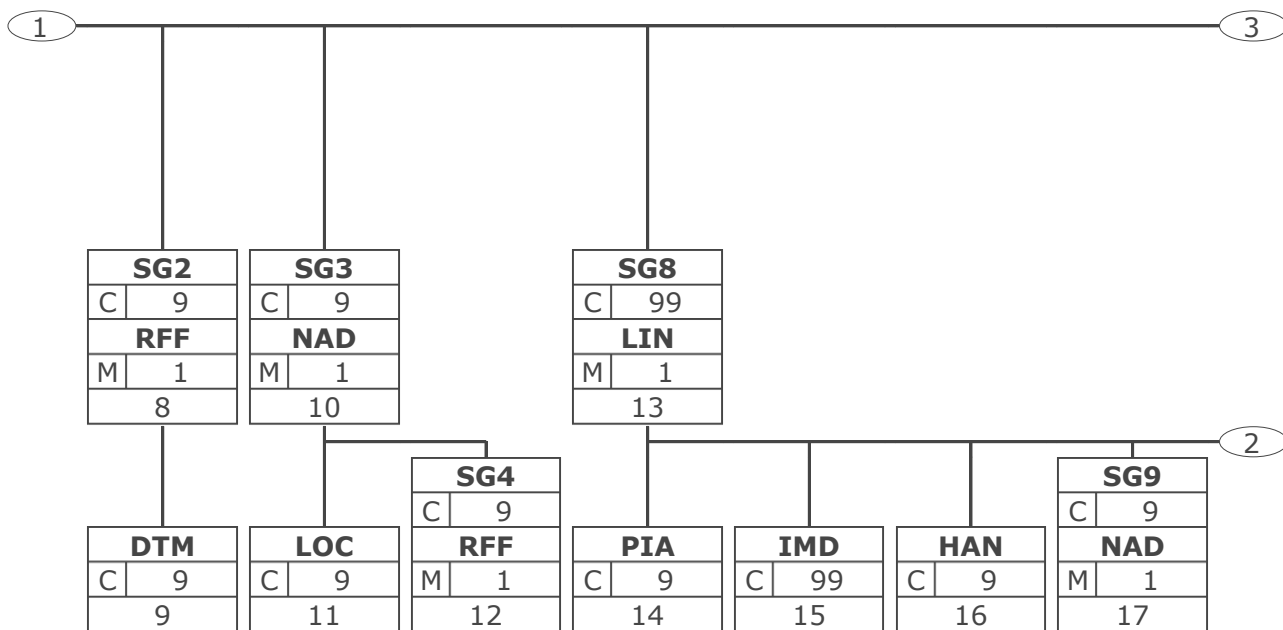 1
3
SG2
C 9
RFF
M 1
8
SG3
C 9
NAD
M 1
10
SG8
C 99
LIN
M 1
13
2
DTM
C 9
9
LOC
C 9
11
SG4
C 9
RFF
M 1
12
PIA
C 9
14
IMD
C 99
15
HAN
C 9
16
SG9
C 9
NAD
M 1
17